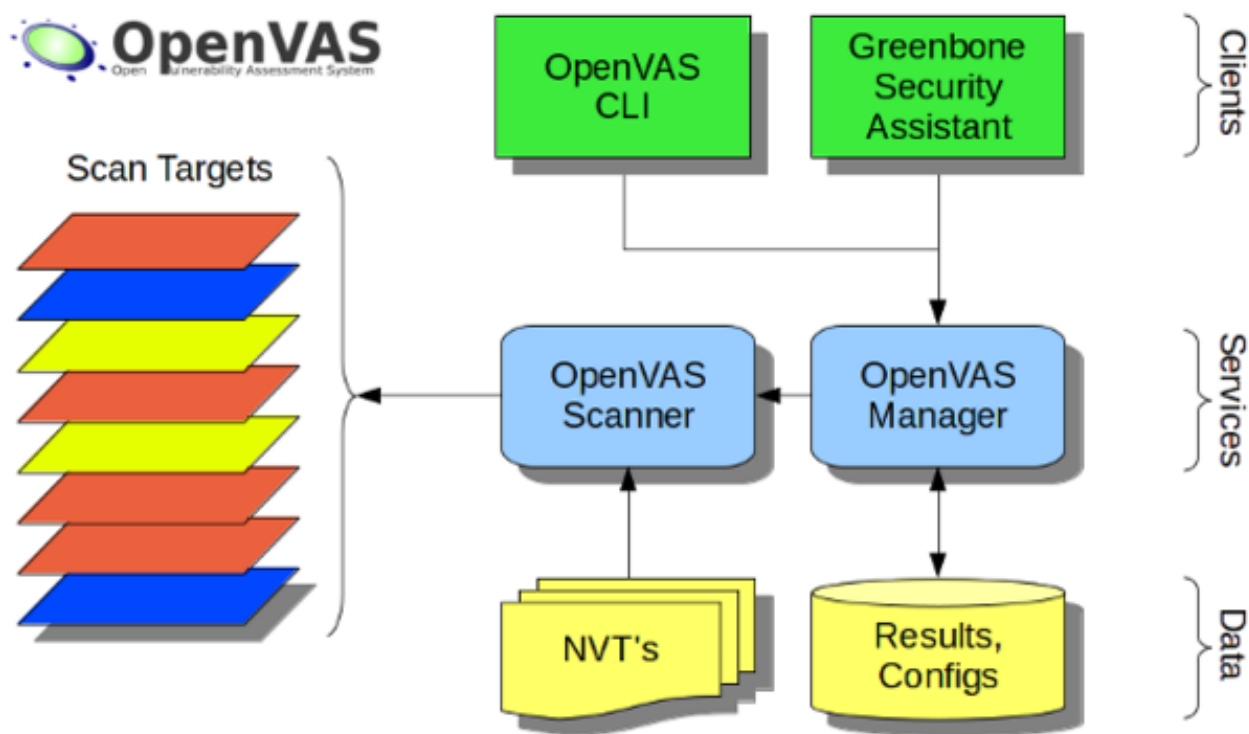 OpenVAS
Open Vulnerability Assessment System
OpenVAS
CLI
Greenbone
Security
Assistant
Clients
Scan Targets
OpenVAS
Scanner
OpenVAS
Manager
Services
NVT's
Results,
Configs
Data